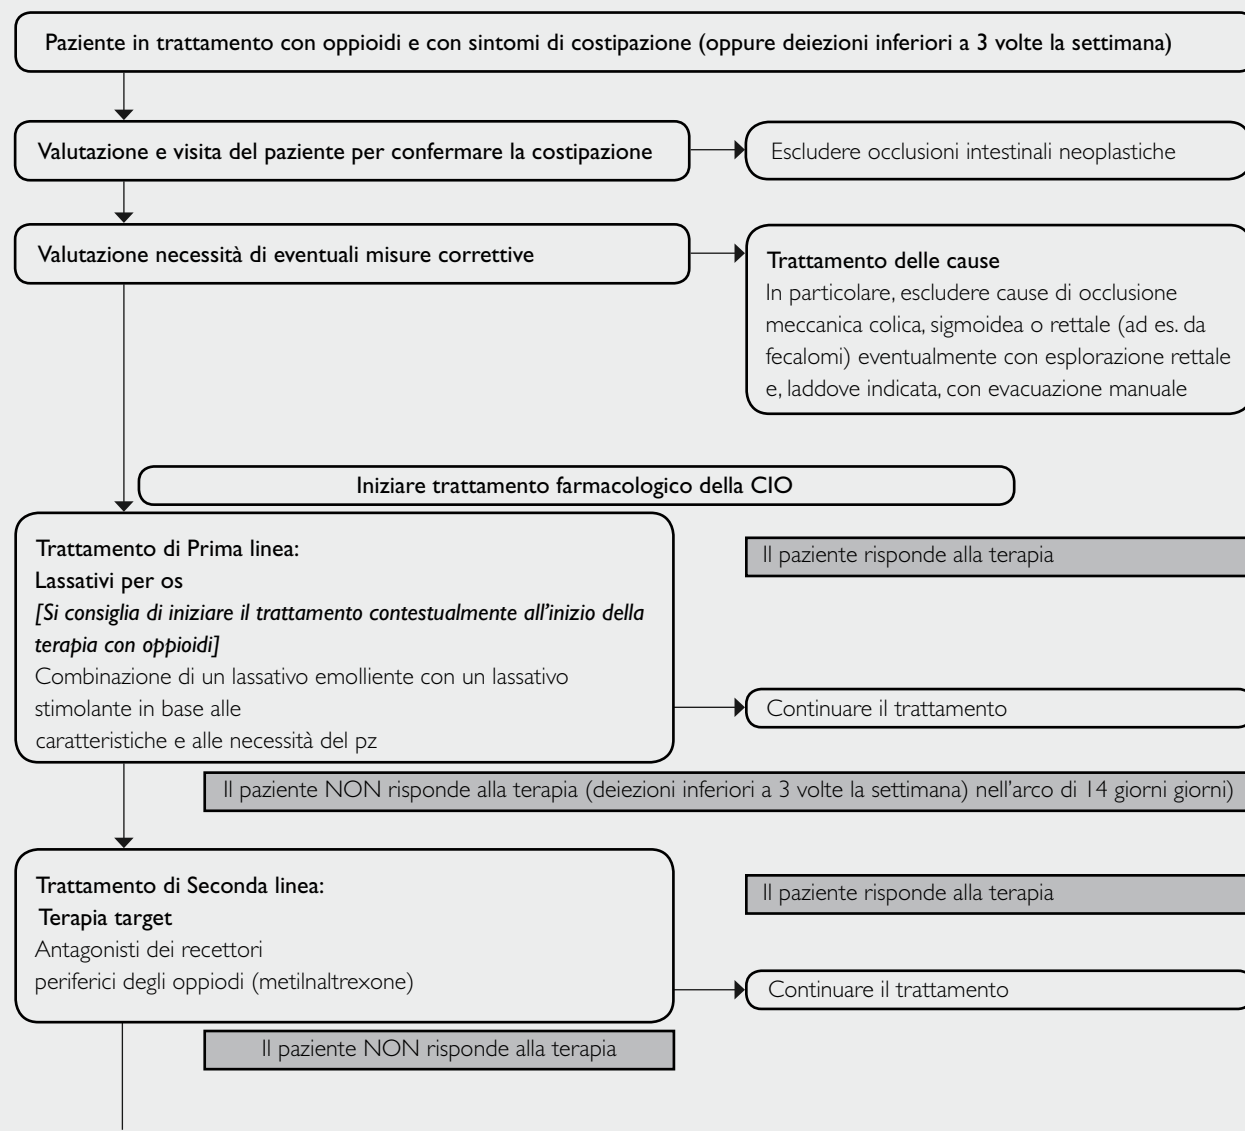 Paziente in trattamento con oppioidi e con sintomi di costipazione (oppure deiezioni inferiori a 3 volte la settimana)
Valutazione e visita del paziente per confermare la costipazione
Escludere occlusioni intestinali neoplastiche
Valutazione necessità di eventuali misure correttive
Trattamento delle cause
In particolare, escludere cause di occlusione
meccanica colica, sigmoidea o rettale (ad es. da
fecalomi) eventualmente con esplorazione rettale
e, laddove indicata, con evacuazione manuale
Iniziare trattamento farmacologico della CIO
Trattamento di Prima linea:
Lassativi per os
[Si consiglia di iniziare il trattamento contestualmente all'inizio della
terapia con oppioidi]
Combinazione di un lassativo emolliente con un lassativo
stimolante in base alle
caratteristiche e alle necessità del pz
Il paziente risponde alla terapia
Continuare il trattamento
Il paziente NON risponde alla terapia (deiezioni inferiori a 3 volte la settimana) nell'arco di 14 giorni giorni)
Trattamento di Seconda linea:
Terapia target
Antagonisti dei recettori
periferici degli oppiodi (metilnaltrexone)
Il paziente risponde alla terapia
Continuare il trattamento
Il paziente NON risponde alla terapia